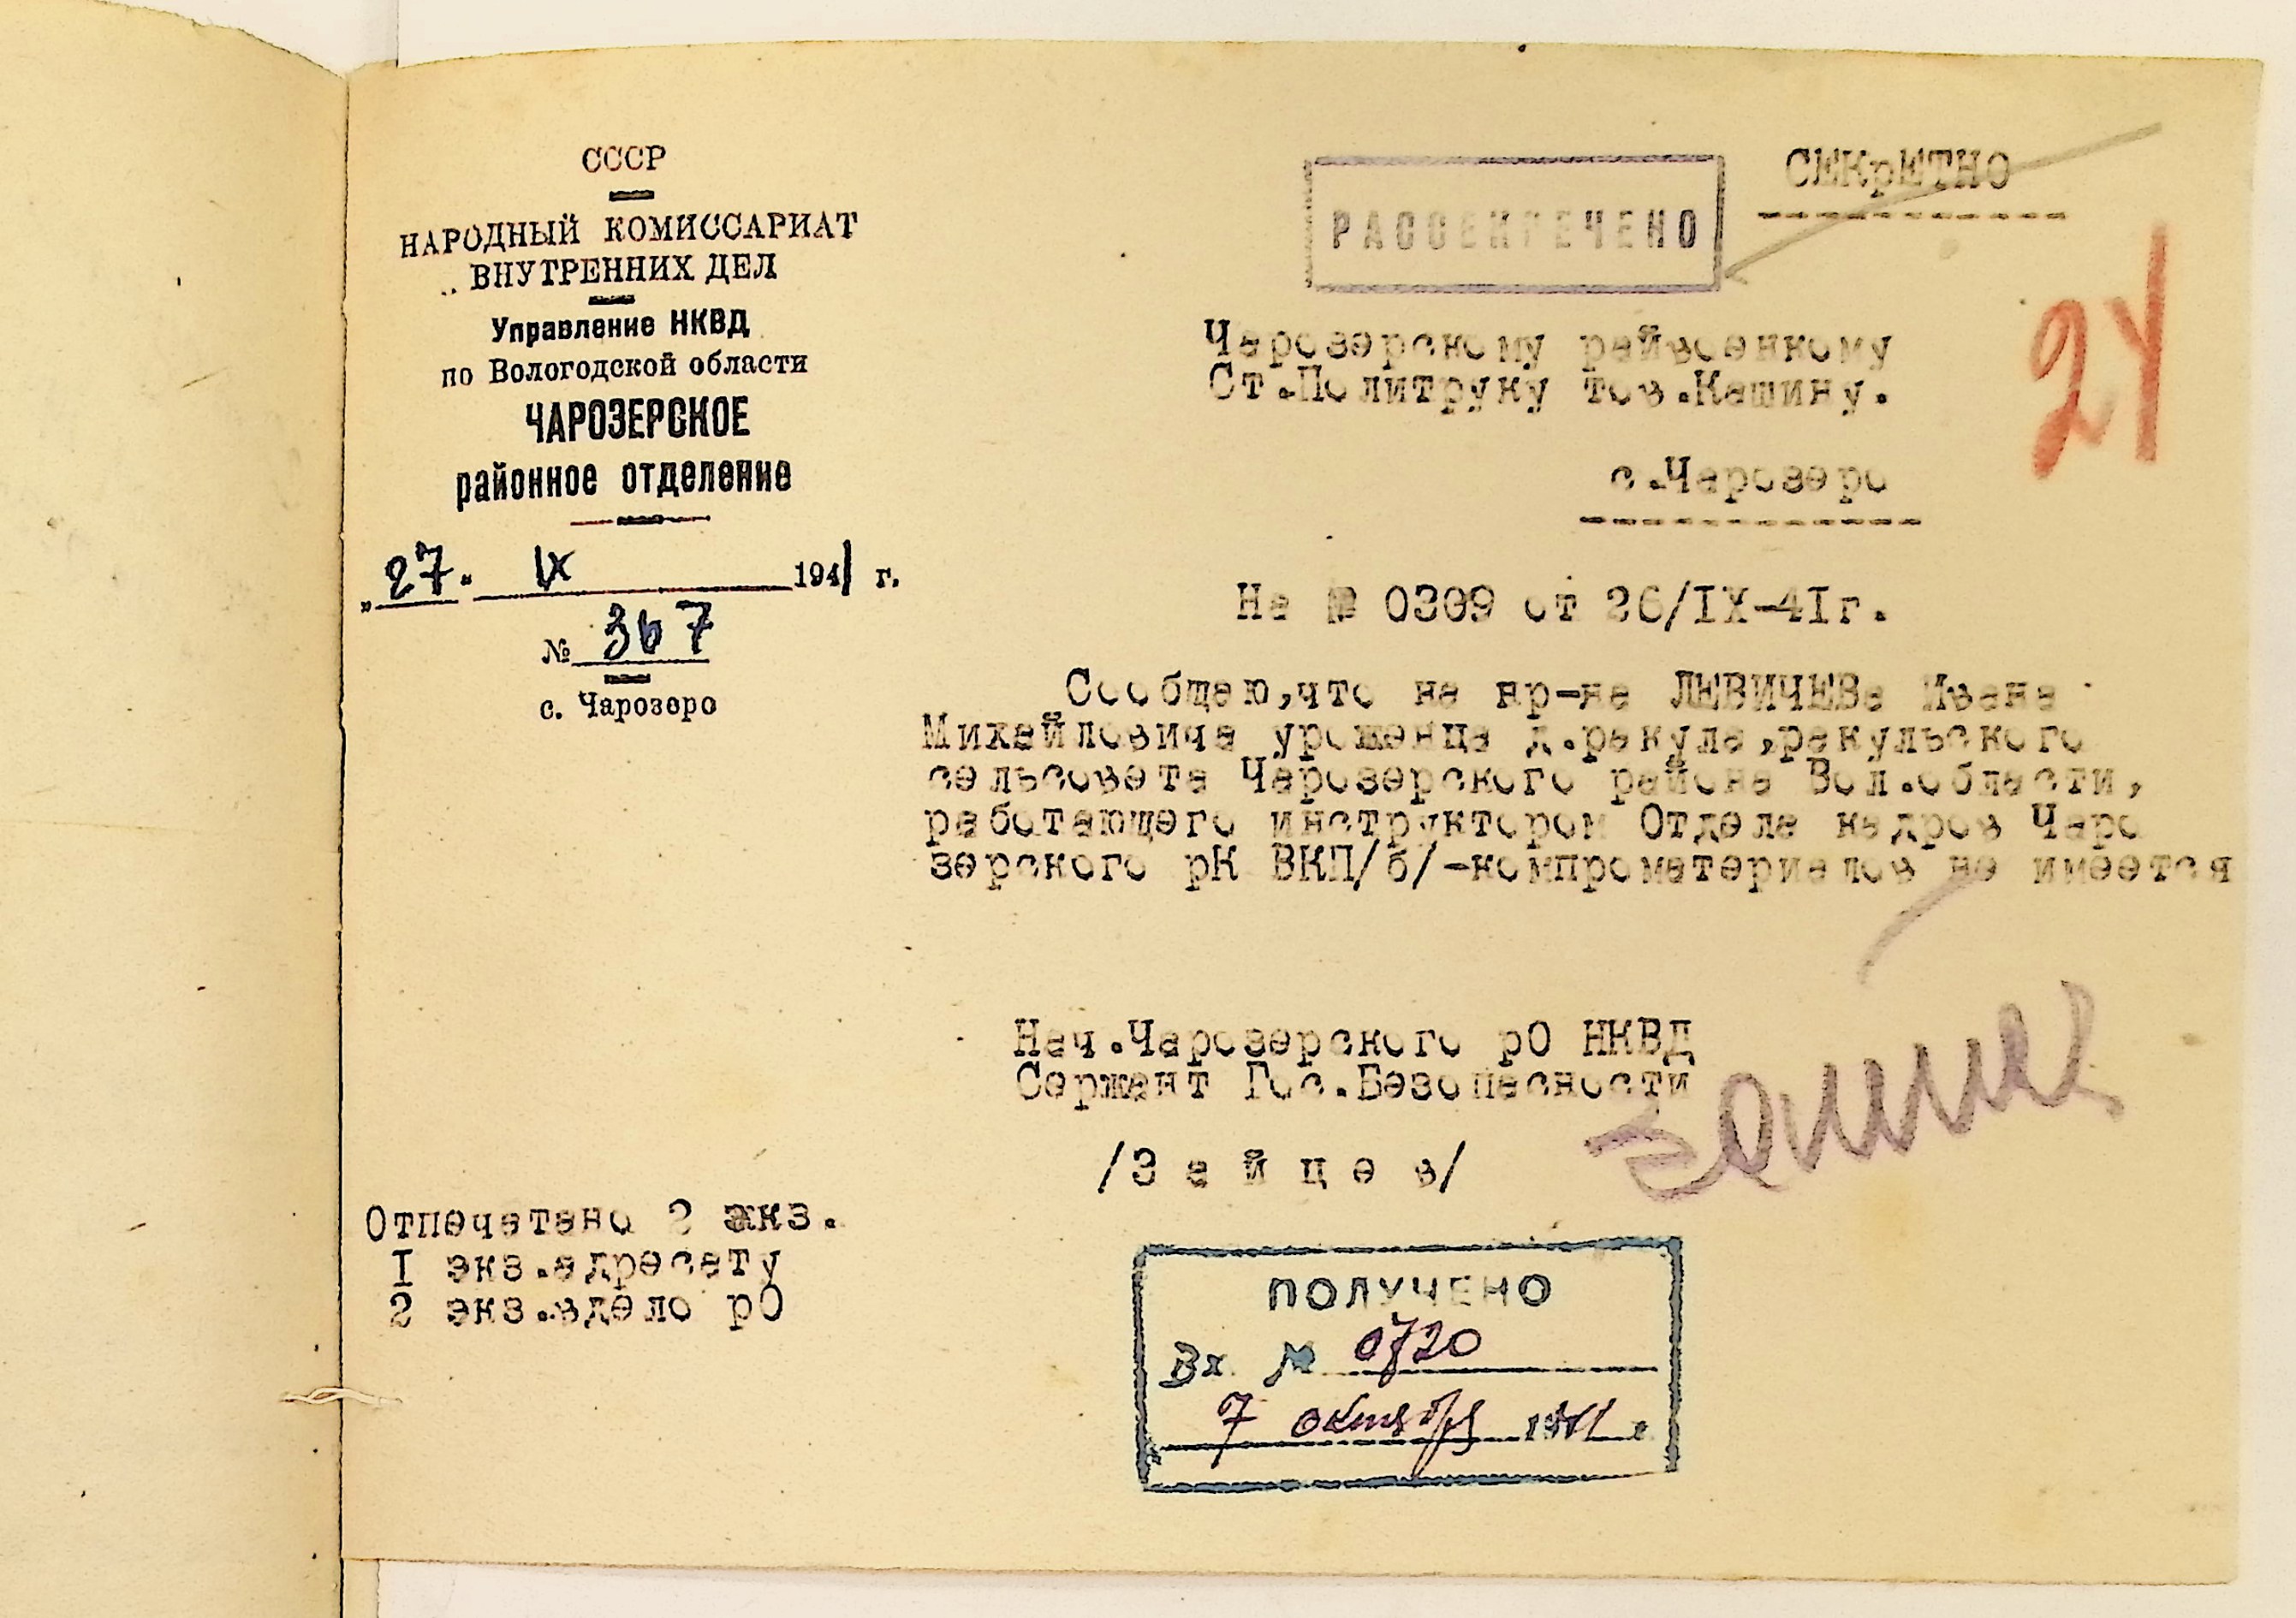 СССР
НАРОДНЫЙ КОМИССАРИАТ
ВНУТРЕННИХ ДЕЛ
Управление НКВД
по Вологодской области
ЧАРОЗЕРСКОЕ
районное отделение
„27" IX 1941 г.
№ 367
с. Чарозеро
РАССЕКРЕЧЕНО
СЕКрЕТНО
Чарозерскому райвоенкому
Ст.Политруку тов.Кашину.
с.Чарозеро
На № 0309 от 26/IX-41г.
Сообщаю,что на кр-на ЛЕВИЧЕВа Ивана
Михайловича уроженца д.ракула,ракульского
сельсовета Чарозерского района Вол.области,
работающего инструктором Отдела кадров Чаро
зерского рК ВКП/б/-компроматериалов не имеется
Нач.Чарозерского рО НКВД
Сержант Гос.Безопасности
/З а й ц е в/
Отпечатано 2 экз.
I экз.адресату
2 экз.вдело рО
ПОЛУЧЕНО
Вх. № 0720
7 октября 1941 г.